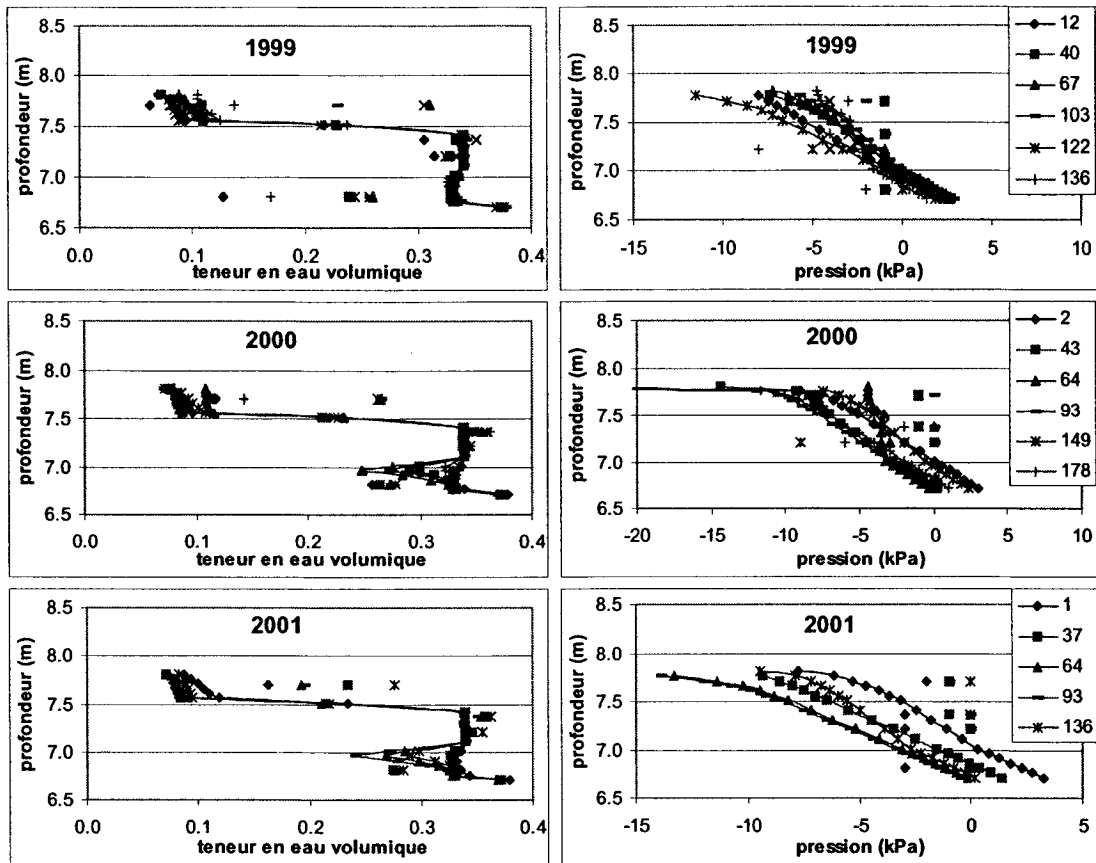 1999
profondeur (m)
8.5
8.0
7.5
7.0
6.5
0.0 0.1 0.2 0.3 0.4
teneur en eau volumique
1999
profondeur (m)
8.5
8.0
7.5
7.0
6.5
-15 -10 -5 0 5 10
pression (kPa)
12
40
67
103
122
136
2000
profondeur (m)
8.5
8.0
7.5
7.0
6.5
0.0 0.1 0.2 0.3 0.4
teneur en eau volumique
2000
profondeur (m)
8.5
8.0
7.5
7.0
6.5
-20 -15 -10 -5 0 5 10
pression (kPa)
2
43
64
93
149
178
2001
profondeur (m)
8.5
8.0
7.5
7.0
6.5
0.0 0.1 0.2 0.3 0.4
teneur en eau volumique
2001
profondeur (m)
8.5
8.0
7.5
7.0
6.5
-15 -10 -5 0 5
pression (kPa)
1
37
64
93
136